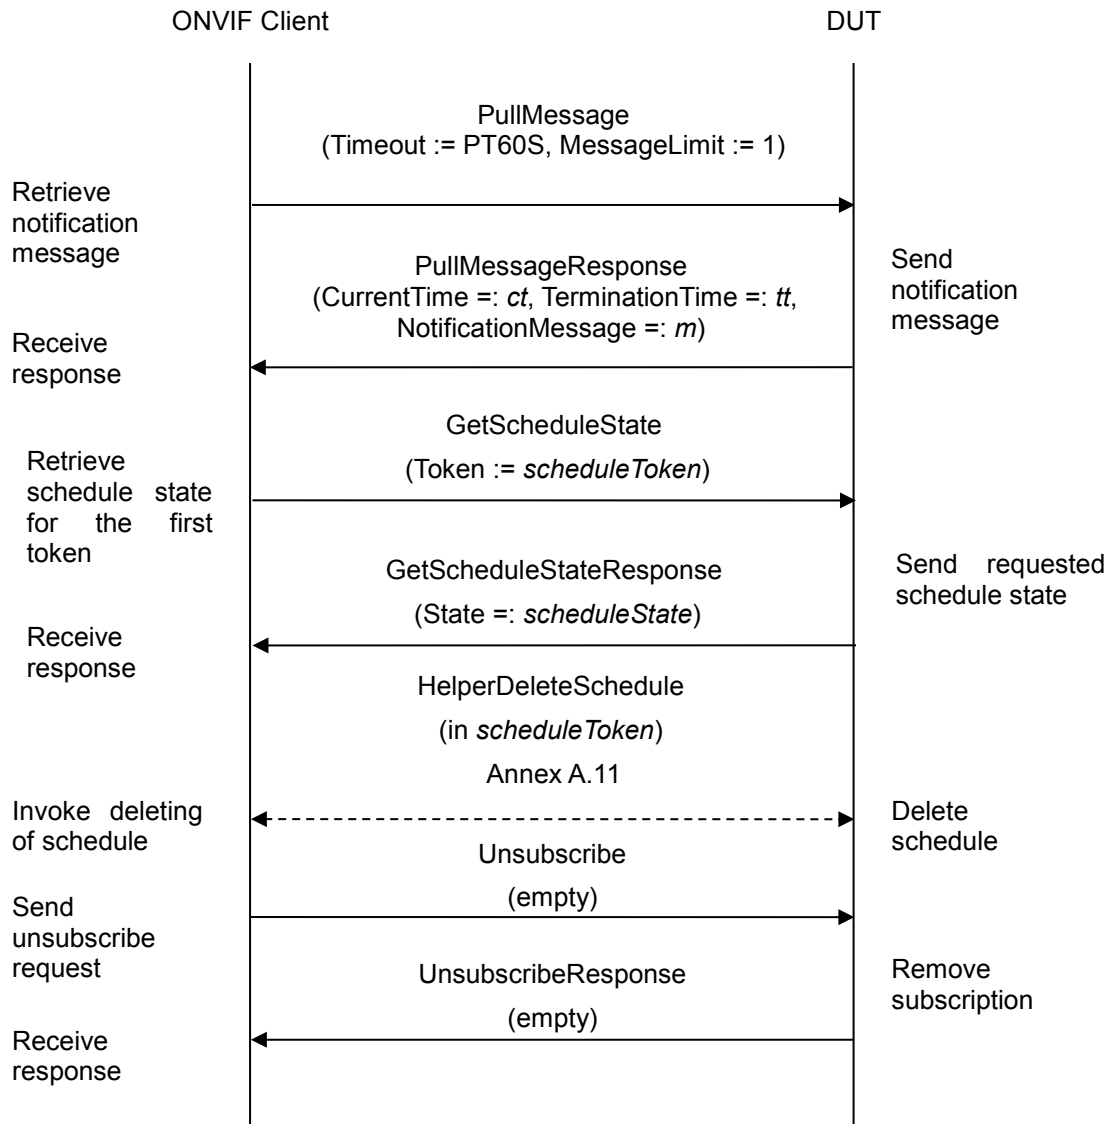 ONVIF Client
DUT
PullMessage
(Timeout := PT60S, MessageLimit := 1)
Retrieve
notification
message
PullMessageResponse
(CurrentTime =: ct, TerminationTime =: tt,
NotificationMessage =: m)
Send
notification
message
Receive
response
GetScheduleState
(Token := scheduleToken)
Retrieve
schedule state
for the first
token
GetScheduleStateResponse
(State =: scheduleState)
Send requested
schedule state
Receive
response
HelperDeleteSchedule
(in scheduleToken)
Annex A.11
Invoke deleting
of schedule
Delete
schedule
Unsubscribe
(empty)
Send
unsubscribe
request
UnsubscribeResponse
(empty)
Remove
subscription
Receive
response